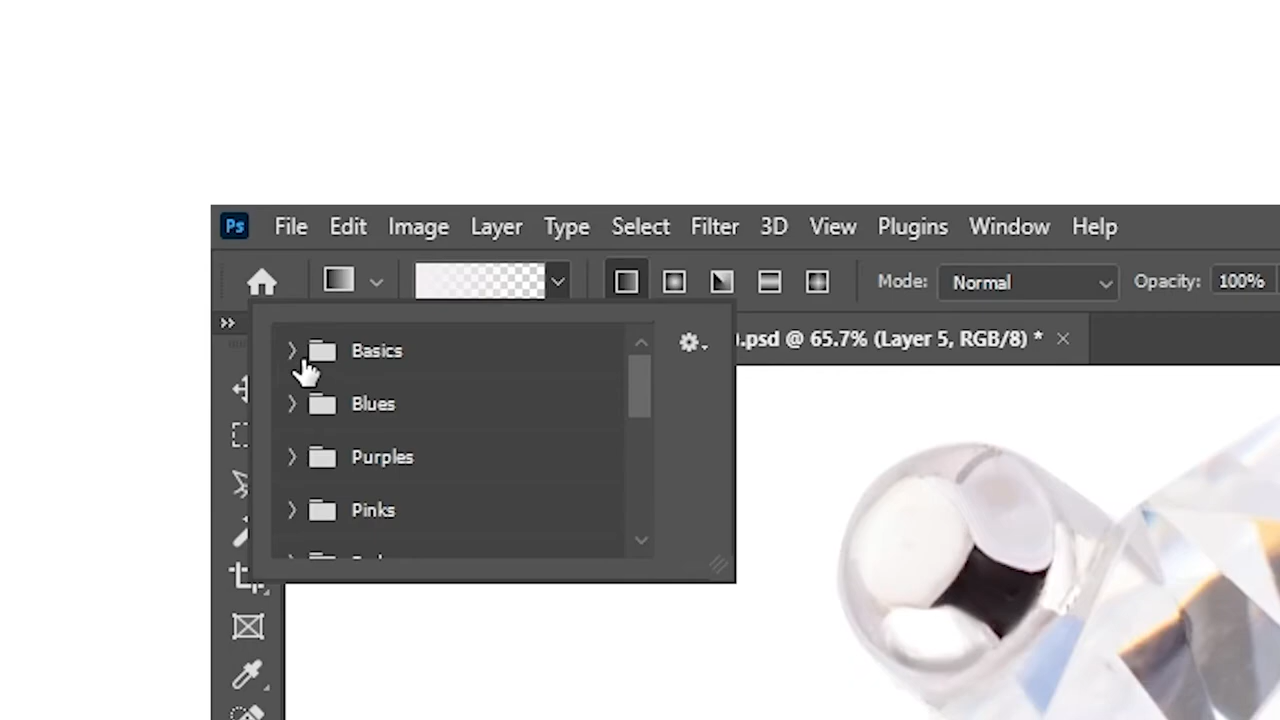 Ps File Edit Image Layer Type Select Filter 3D View Plugins Window Help
Mode: Normal Opacity: 100%
.psd @ 65.7% (Layer 5, RGB/8) * ×
Basics
Blues
Purples
Pinks